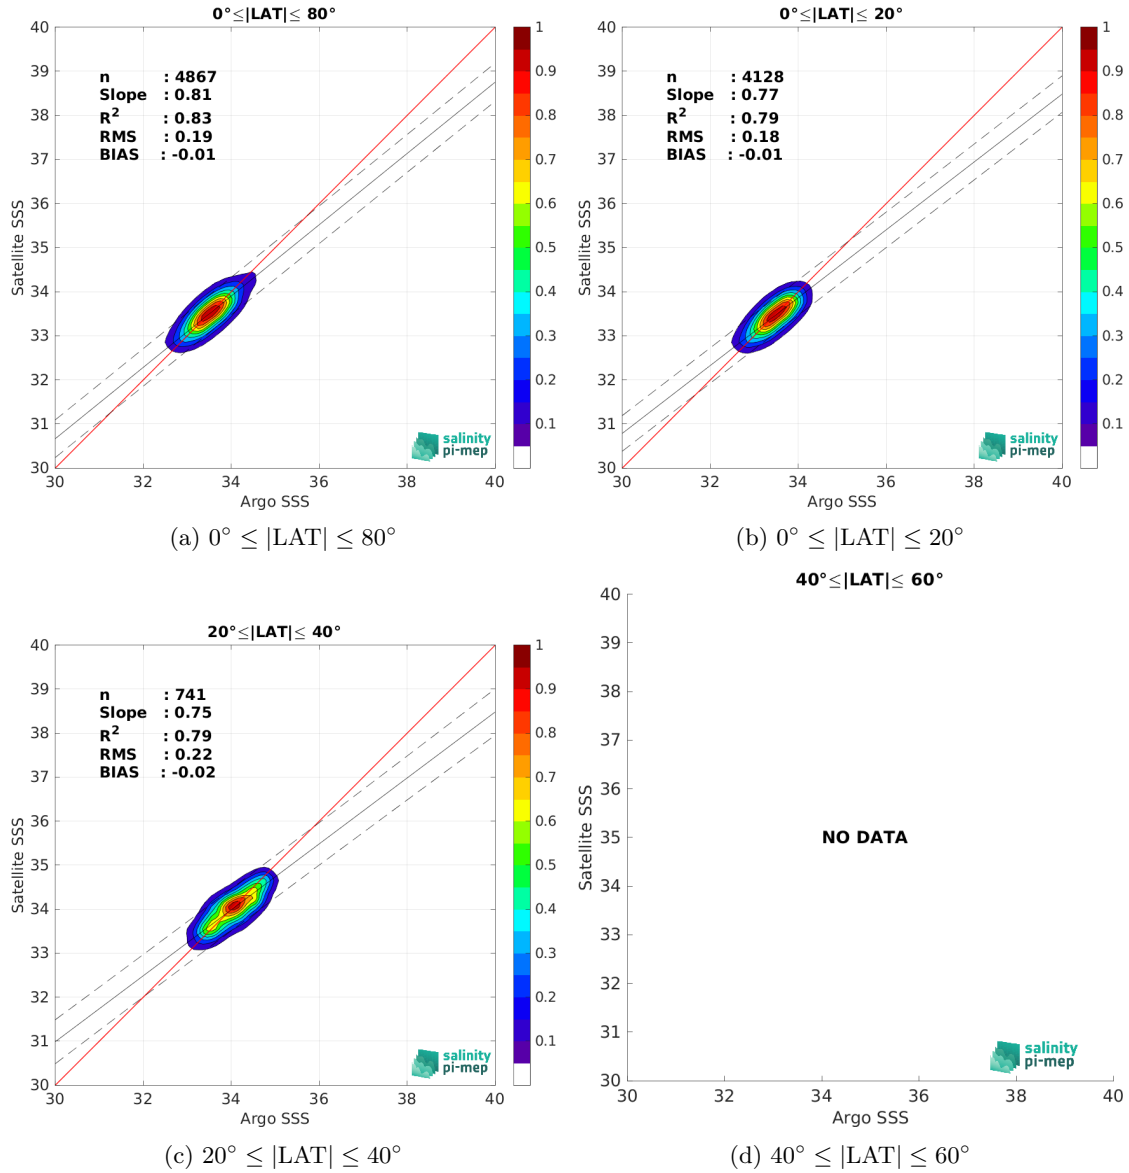 0°≤|LAT|≤ 80°
40
39
38
37
36
35
34
33
32
31
30
30
32
34
36
38
40
Satellite SSS
Argo SSS
n : 4867
Slope : 0.81
R² : 0.83
RMS : 0.19
BIAS : -0.01
1
0.9
0.8
0.7
0.6
0.5
0.4
0.3
0.2
0.1
salinity
pi-mep
(a) 0° ≤ |LAT| ≤ 80°
0°≤|LAT|≤ 20°
40
39
38
37
36
35
34
33
32
31
30
30
32
34
36
38
40
Satellite SSS
Argo SSS
n : 4128
Slope : 0.77
R² : 0.79
RMS : 0.18
BIAS : -0.01
1
0.9
0.8
0.7
0.6
0.5
0.4
0.3
0.2
0.1
salinity
pi-mep
(b) 0° ≤ |LAT| ≤ 20°
20°≤|LAT|≤ 40°
40
39
38
37
36
35
34
33
32
31
30
30
32
34
36
38
40
Satellite SSS
Argo SSS
n : 741
Slope : 0.75
R² : 0.79
RMS : 0.22
BIAS : -0.02
1
0.9
0.8
0.7
0.6
0.5
0.4
0.3
0.2
0.1
salinity
pi-mep
(c) 20° ≤ |LAT| ≤ 40°
40°≤|LAT|≤ 60°
40
39
38
37
36
35
34
33
32
31
30
30
32
34
36
38
40
Satellite SSS
Argo SSS
NO DATA
salinity
pi-mep
(d) 40° ≤ |LAT| ≤ 60°